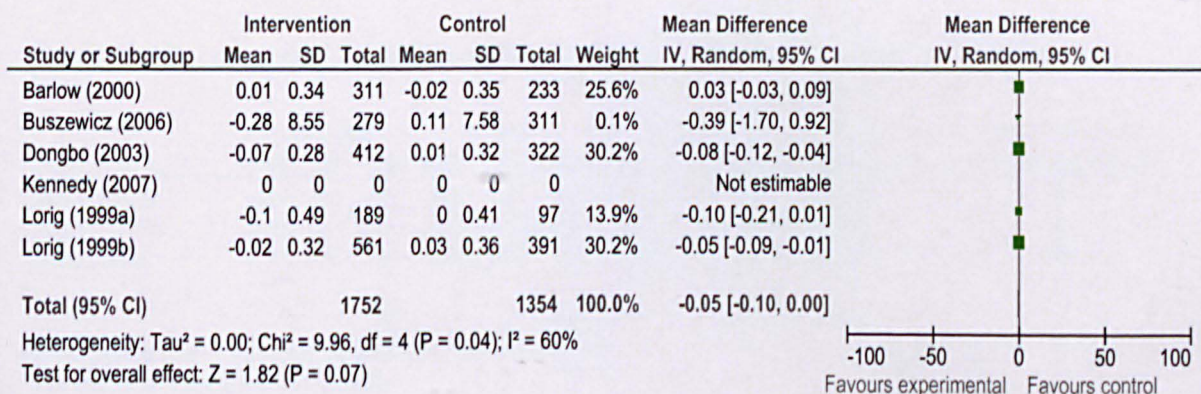 Intervention Control Mean Difference Mean Difference
Study or Subgroup Mean SD Total Mean SD Total Weight IV, Random, 95% CI IV, Random, 95% CI
Barlow (2000) 0.01 0.34 311 -0.02 0.35 233 25.6% 0.03 [-0.03, 0.09]
Buszewicz (2006) -0.28 8.55 279 0.11 7.58 311 0.1% -0.39 [-1.70, 0.92]
Dongbo (2003) -0.07 0.28 412 0.01 0.32 322 30.2% -0.08 [-0.12, -0.04]
Kennedy (2007) 0 0 0 0 0 0 Not estimable
Lorig (1999a) -0.1 0.49 189 0 0.41 97 13.9% -0.10 [-0.21, 0.01]
Lorig (1999b) -0.02 0.32 561 0.03 0.36 391 30.2% -0.05 [-0.09, -0.01]
Total (95% CI) 1752 1354 100.0% -0.05 [-0.10, 0.00]
Heterogeneity: Tau² = 0.00; Chi² = 9.96, df = 4 (P = 0.04); I² = 60%
Test for overall effect: Z = 1.82 (P = 0.07)
-100 -50 0 50 100
Favours experimental Favours control